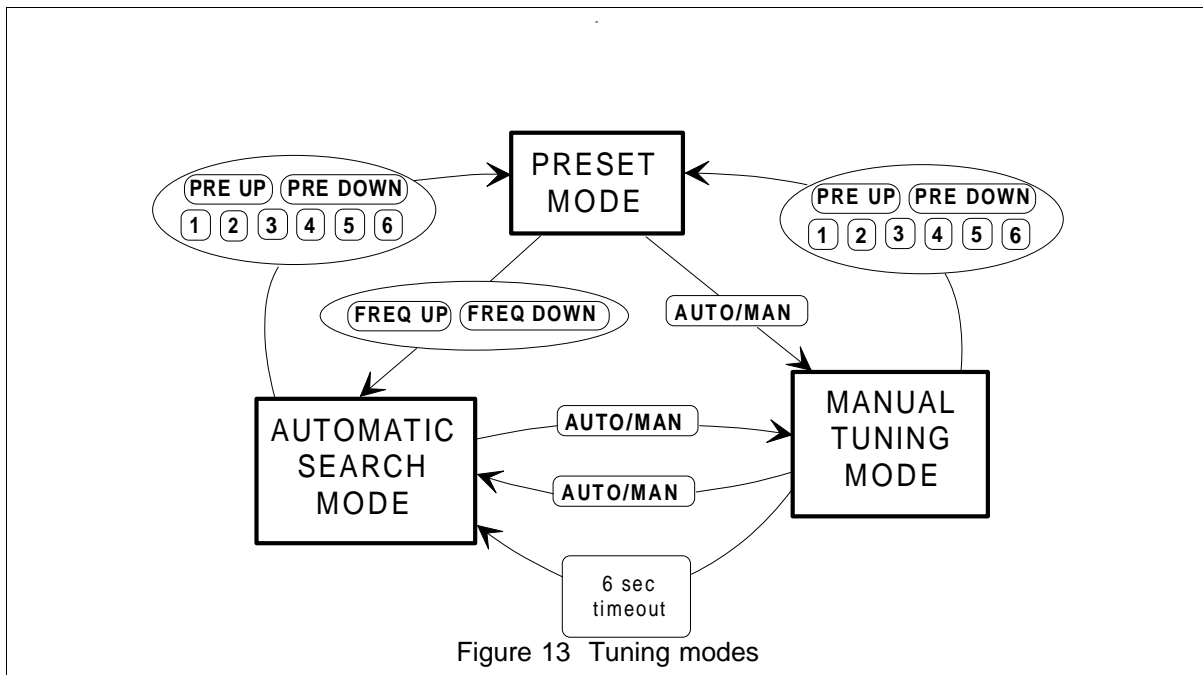 PRESET
MODE
PRE UP PRE DOWN
1 2 3 4 5 6
PRE UP PRE DOWN
1 2 3 4 5 6
FREQ UP FREQ DOWN
AUTO/MAN
AUTOMATIC
SEARCH
MODE
AUTO/MAN
AUTO/MAN
MANUAL
TUNING
MODE
6 sec
timeout
Figure 13 Tuning modes